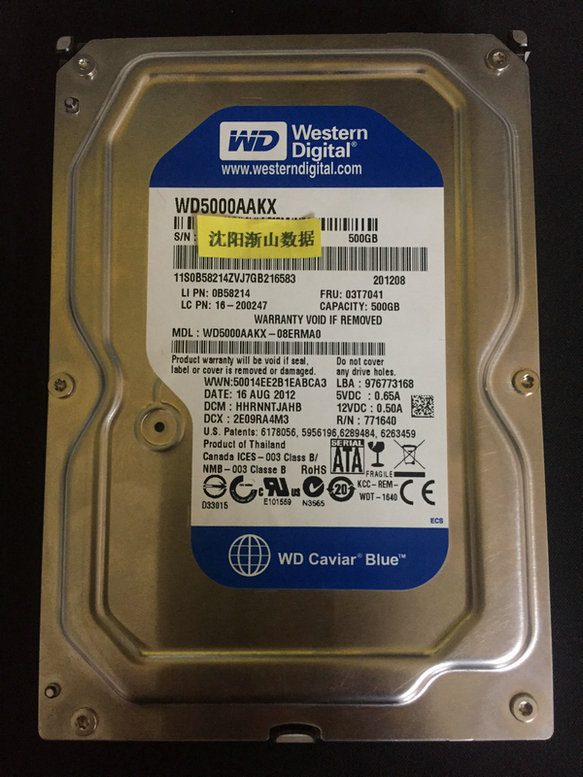 WD Western
Digital®
www.westerndigital.com
WD5000AAKX
S/N:
沈阳渐山数据
500GB
11S0B58214ZVJ7GB216583 201208
LI PN: 0B58214 FRU: 03T7041
LC PN: 16-200247 CAPACITY: 500GB
WARRANTY VOID IF REMOVED
MDL: WD5000AAKX-08ERMA0
Product warranty will be void if seal, Do not cover
label or cover is removed or damaged. any drive holes.
WWN:50014EE2B1EABCA3 LBA: 976773168
DATE: 16 AUG 2012 5VDC: 0.65A
DCM: HHRNNTJAHB 12VDC: 0.50A
DCX: 2E09RA4M3 R/N: 771640
U.S. Patents: 6178056, 5956196,6289484, 6263459
Product of Thailand SERIAL
Canada ICES-003 Class B/ ATA
NMB-003 Classe B RoHS FRAGILE
c RU us 20 KCC-REM- CE
D33015 E101559 N3565 WDT-1640
ECS
WD Caviar® Blue™